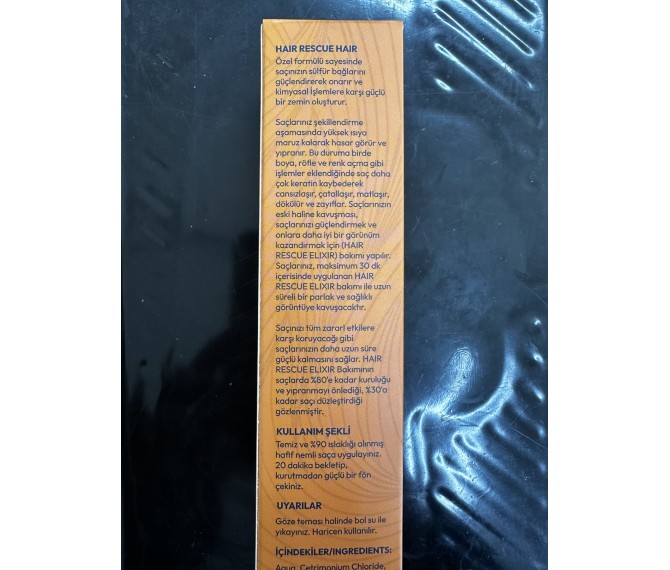 HAIR RESCUE HAIR
Özel formülü sayesinde
saçınızın sülfür bağlarını
güçlendirerek onarır ve
kimyasal İşlemlere karşı güçlü
bir zemin oluşturur.
Saçlarınız şekillendirme
aşamasında yüksek ısıya
maruz kalarak hasar görür ve
yıpranır. Bu duruma birde
boya, röfle ve renk açma gibi
işlemler eklendiğinde saç daha
çok keratin kaybederek
cansızlaşır, çatallaşır, matlaşır,
dökülür ve zayıflar. Saçlarınızın
eski haline kavuşması,
saçlarınızı güçlendirmek ve
onlara daha iyi bir görünüm
kazandırmak için (HAIR
RESCUE ELIXIR) bakımı yapılır.
Saçlarınız, maksimum 30 dk
içerisinde uygulanan HAIR
RESCUE ELIXIR bakımı ile uzun
süreli bir parlak ve sağlıklı
görüntüye kavuşacaktır.
Saçınızı tüm zararl etkilere
karşı koruyacağı gibi
saçlarınızın daha uzun süre
güçlü kalmasını sağlar. HAIR
RESCUE ELIXIR Bakımının
saçlarda %80'e kadar kuruluğu
ve yıpranmayı önlediği, %30'a
kadar saçı düzleştirdiği
gözlenmiştir.
KULLANIM ŞEKLİ
Temiz ve %90 ıslaklığı alınmış
hafif nemli saça uygulayınız.
20 dakika bekletip,
kurutmadan güçlü bir fön
çekiniz.
UYARILAR
Göze teması halinde bol su ile
yıkayınız. Haricen kullanılır.
İÇİNDEKİLER/INGREDIENTS:
Aqua, Cetrimonium Chloride,